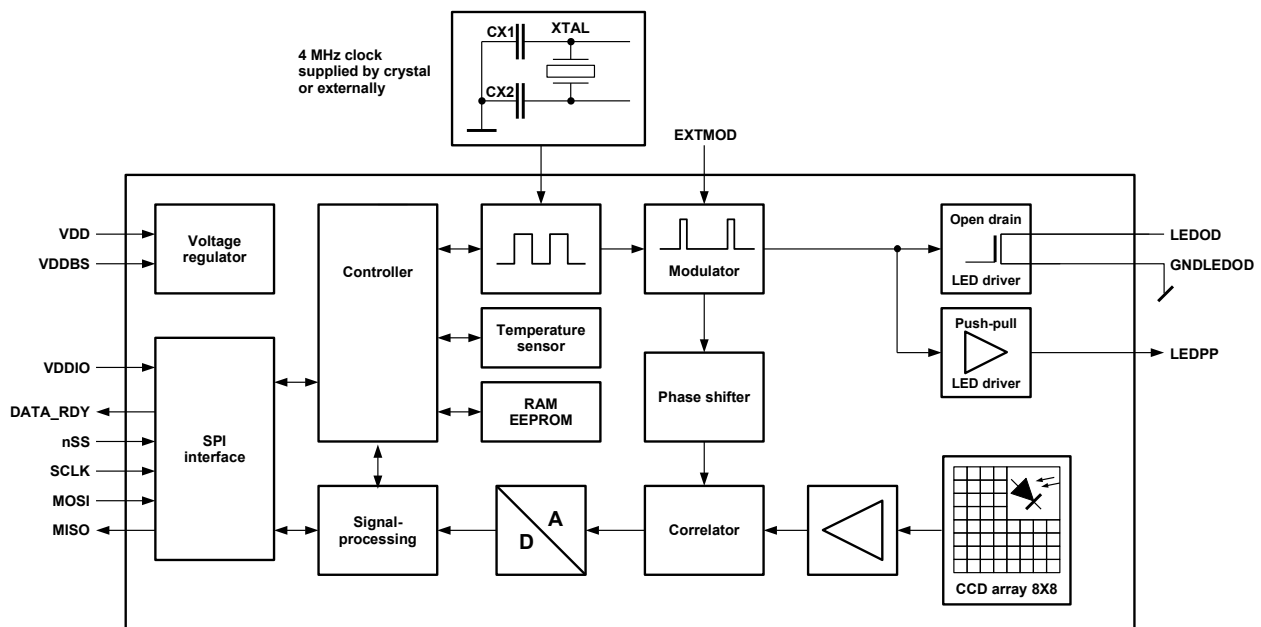 CX1
XTAL
4 MHz clock
supplied by crystal
or externally
CX2
EXTMOD
VDD
VDDBS
Voltage
regulator
Controller
Modulator
Open drain
LED driver
LEDOD
GNDLEDOD
Temperature
sensor
Push-pull
LED driver
LEDPP
VDDIO
DATA_RDY
nSS
SCLK
MOSI
MISO
SPI
interface
RAM
EEPROM
Phase shifter
Signal-
processing
A
D
Correlator
CCD array 8X8